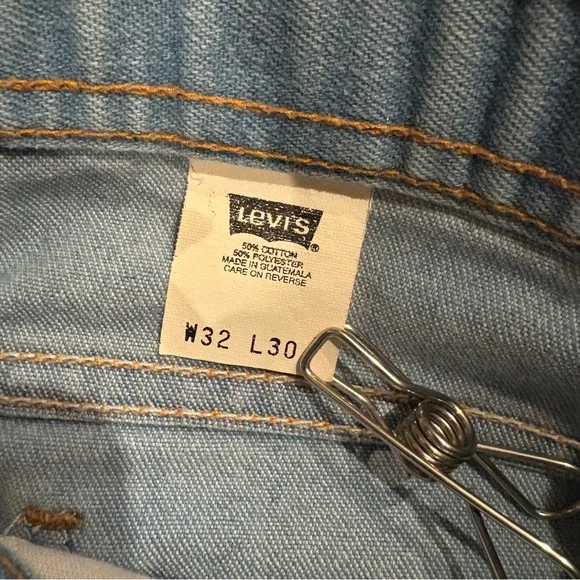 Levi's ®
50% COTTON
50% POLYESTER
MADE IN GUATEMALA
CARE ON REVERSE
W32 L30